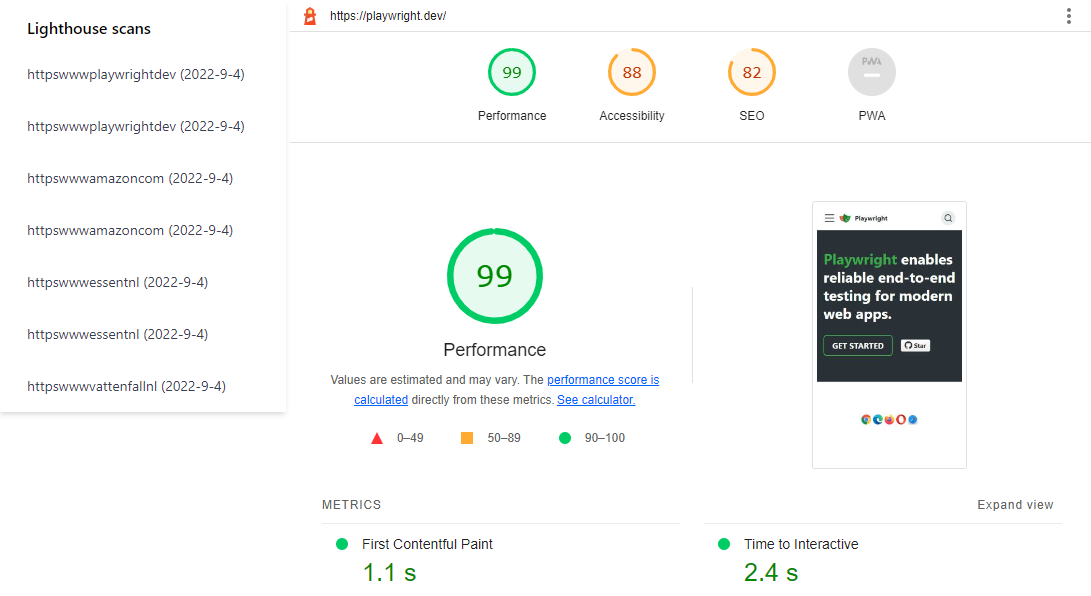 Lighthouse scans
httpswwwplaywrightdev (2022-9-4)
httpswwwplaywrightdev (2022-9-4)
httpswwwamazoncom (2022-9-4)
httpswwwamazoncom (2022-9-4)
httpswwwessentnl (2022-9-4)
httpswwwessentnl (2022-9-4)
httpswwwvattenfallnl (2022-9-4)
https://playwright.dev/
99
88
82
PWA
Performance
Accessibility
SEO
PWA
99
Performance
Values are estimated and may vary. The performance score is
calculated directly from these metrics. See calculator.
0–49
50–89
90–100
Playwright
Playwright enables
reliable end-to-end
testing for modern
web apps.
GET STARTED
Star
METRICS
Expand view
First Contentful Paint
1.1 s
Time to Interactive
2.4 s